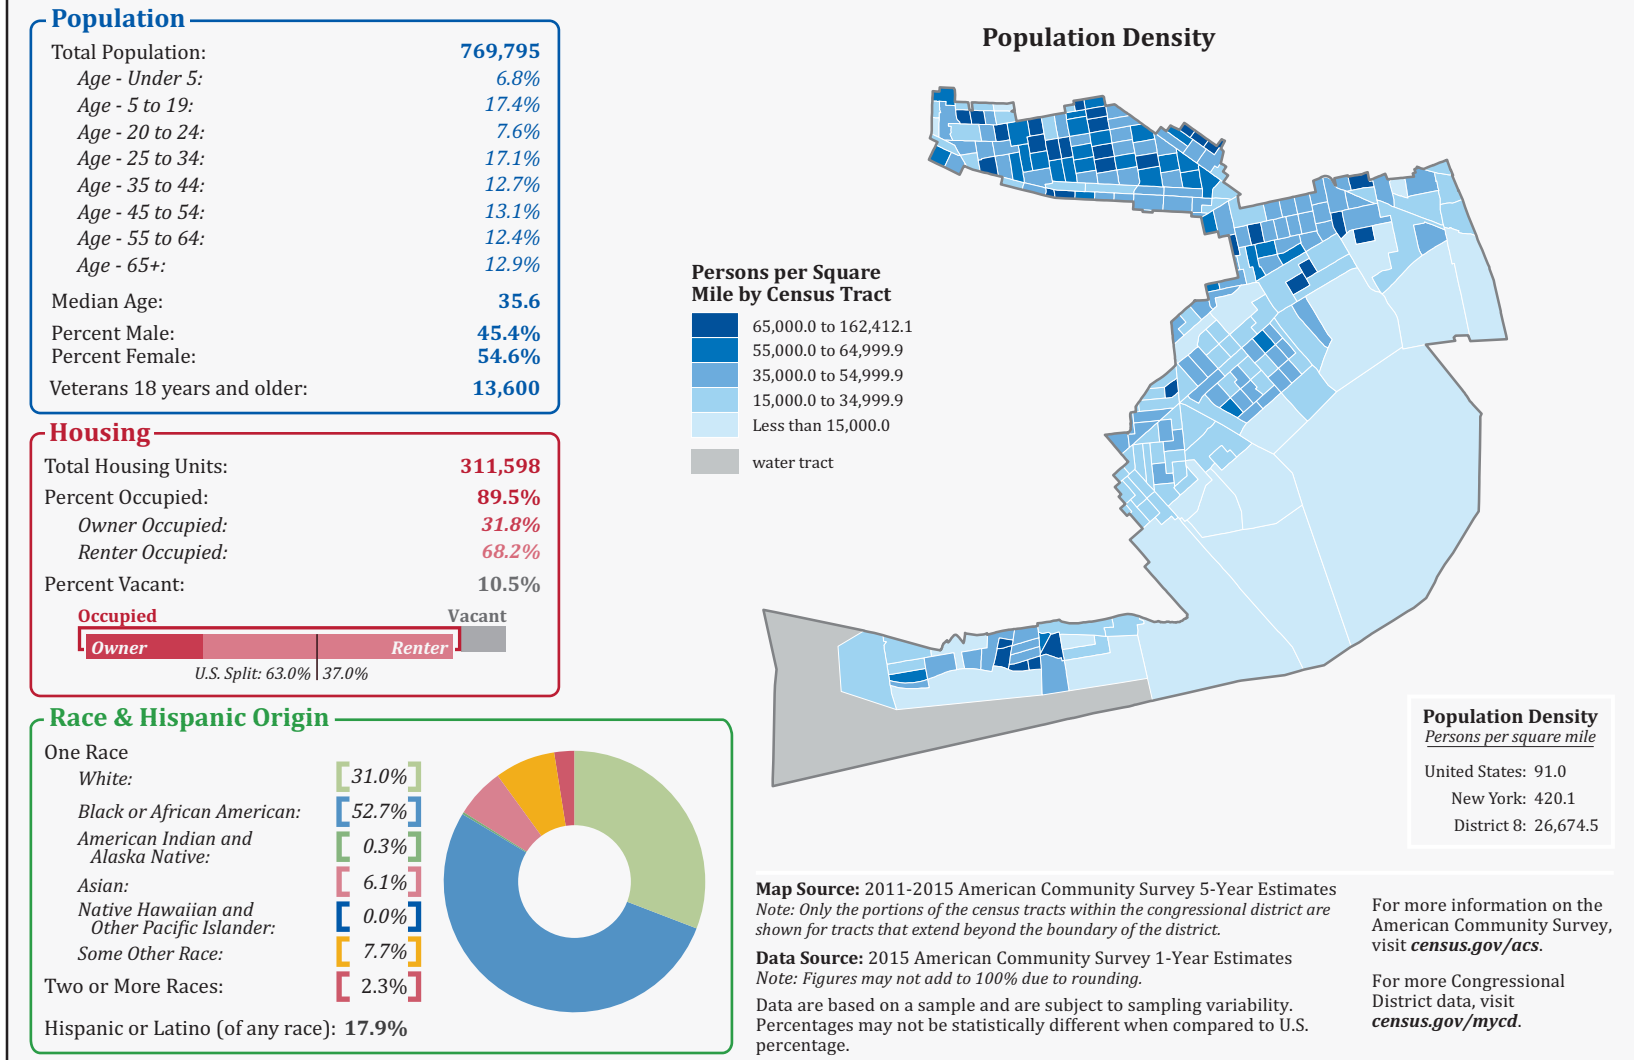 Population
Total Population: 769,795
Age - Under 5: 6.8%
Age - 5 to 19: 17.4%
Age - 20 to 24: 7.6%
Age - 25 to 34: 17.1%
Age - 35 to 44: 12.7%
Age - 45 to 54: 13.1%
Age - 55 to 64: 12.4%
Age - 65+: 12.9%
Median Age: 35.6
Percent Male: 45.4%
Percent Female: 54.6%
Veterans 18 years and older: 13,600
Housing
Total Housing Units: 311,598
Percent Occupied: 89.5%
Owner Occupied: 31.8%
Renter Occupied: 68.2%
Percent Vacant: 10.5%
Occupied Vacant
Owner Renter
U.S. Split: 63.0% 37.0%
Race & Hispanic Origin
One Race
White: 31.0%
Black or African American: 52.7%
American Indian and
Alaska Native: 0.3%
Asian: 6.1%
Native Hawaiian and
Other Pacific Islander: 0.0%
Some Other Race: 7.7%
Two or More Races: 2.3%
Hispanic or Latino (of any race): 17.9%
Population Density
Persons per Square
Mile by Census Tract
65,000.0 to 162,412.1
55,000.0 to 64,999.9
35,000.0 to 54,999.9
15,000.0 to 34,999.9
Less than 15,000.0
water tract
Population Density
Persons per square mile
United States: 91.0
New York: 420.1
District 8: 26,674.5
Map Source: 2011-2015 American Community Survey 5-Year Estimates
Note: Only the portions of the census tracts within the congressional district are
shown for tracts that extend beyond the boundary of the district.
Data Source: 2015 American Community Survey 1-Year Estimates
Note: Figures may not add to 100% due to rounding.
Data are based on a sample and are subject to sampling variability.
Percentages may not be statistically different when compared to U.S.
percentage.
For more information on the
American Community Survey,
visit census.gov/acs.
For more Congressional
District data, visit
census.gov/mycd.